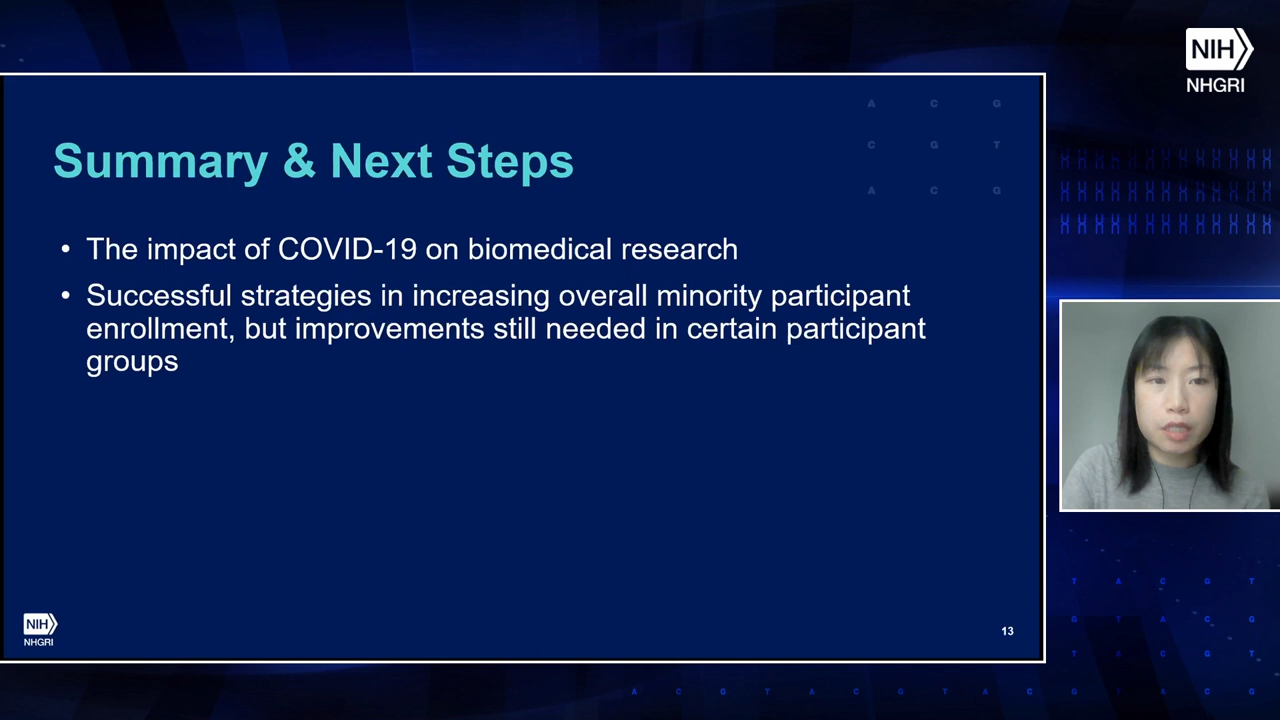 NIH
NHGRI
A C G
C G T
A C G
Summary & Next Steps
• The impact of COVID-19 on biomedical research
• Successful strategies in increasing overall minority participant
enrollment, but improvements still needed in certain participant
groups
NIH
NHGRI
13
T A C G T
G T A C G
T A C G T
A C G T A C G T A C G T A C G